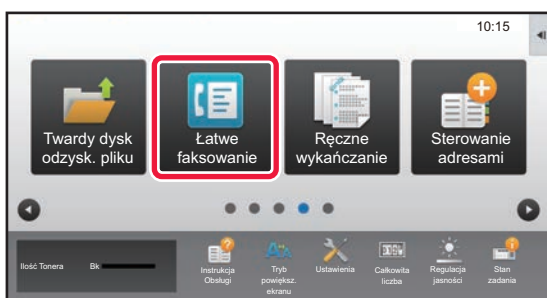 10:15
Twardy dysk
odzysk. pliku
Łatwe
faksowanie
Ręczne
wykańczanie
Sterowanie
adresami
Ilość Tonera Bk
Instrukcja
Obsługi
Tryb
powiększ.
ekranu
Ustawienia
Całkowita
liczba
Regulacja
jasności
Stan
zadania